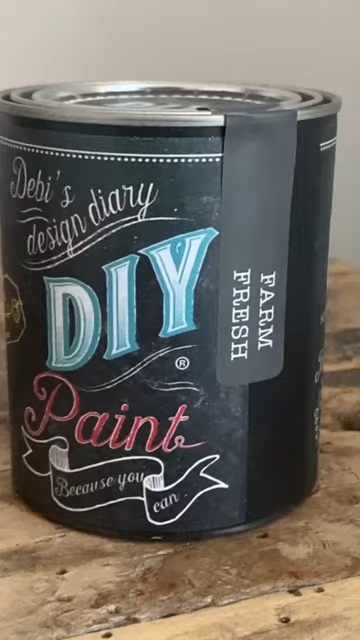 Debi's
design diary
DIY
®
Paint
Because you
can
FARM
FRESH